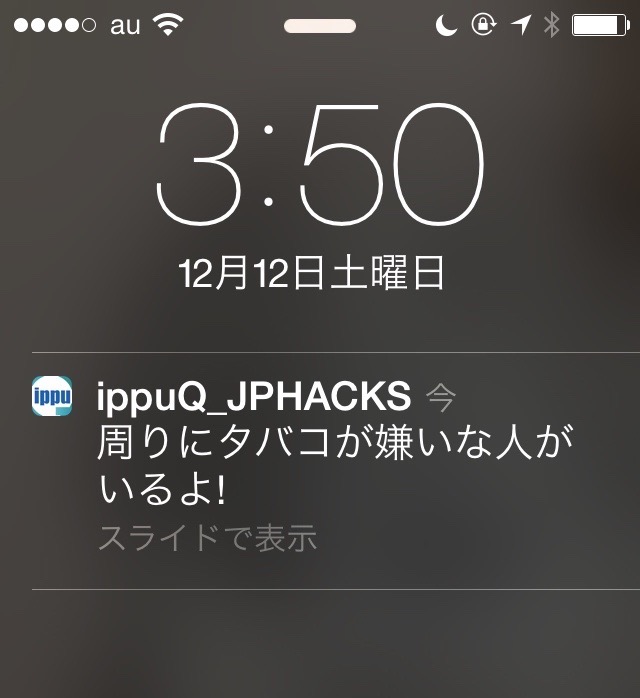 au
3:50
12月12日土曜日
ippu
ippuQ_JPHACKS 今
周りにタバコが嫌いな人が
いるよ!
スライドで表示